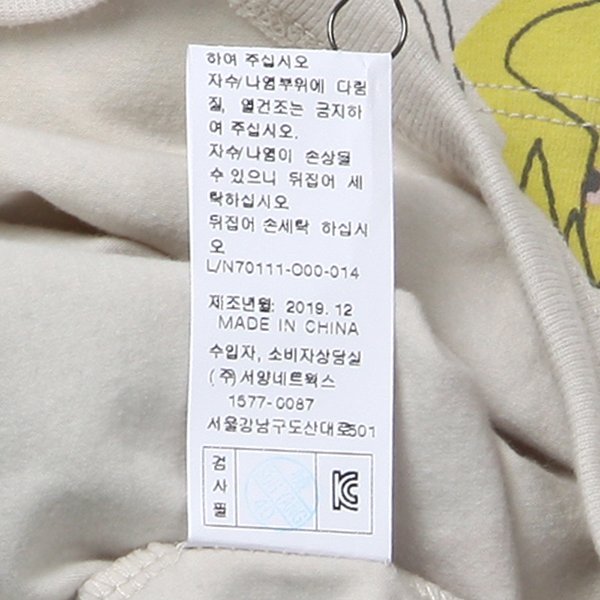 하여 주십시오
자수/나염부위에 다림
질, 열건조는 금지하
여 주십시오.
자수/나염이 손상될
수 있으니 뒤집어 세
탁하십시오
뒤집어 손세탁 하십시
오
L/N70111-000-014
제조년월: 2019. 12
MADE IN CHINA
수입자, 소비자상담실
(주)서양네트웍스
1577-0087
서울강남구도산대로501
검사필
KC